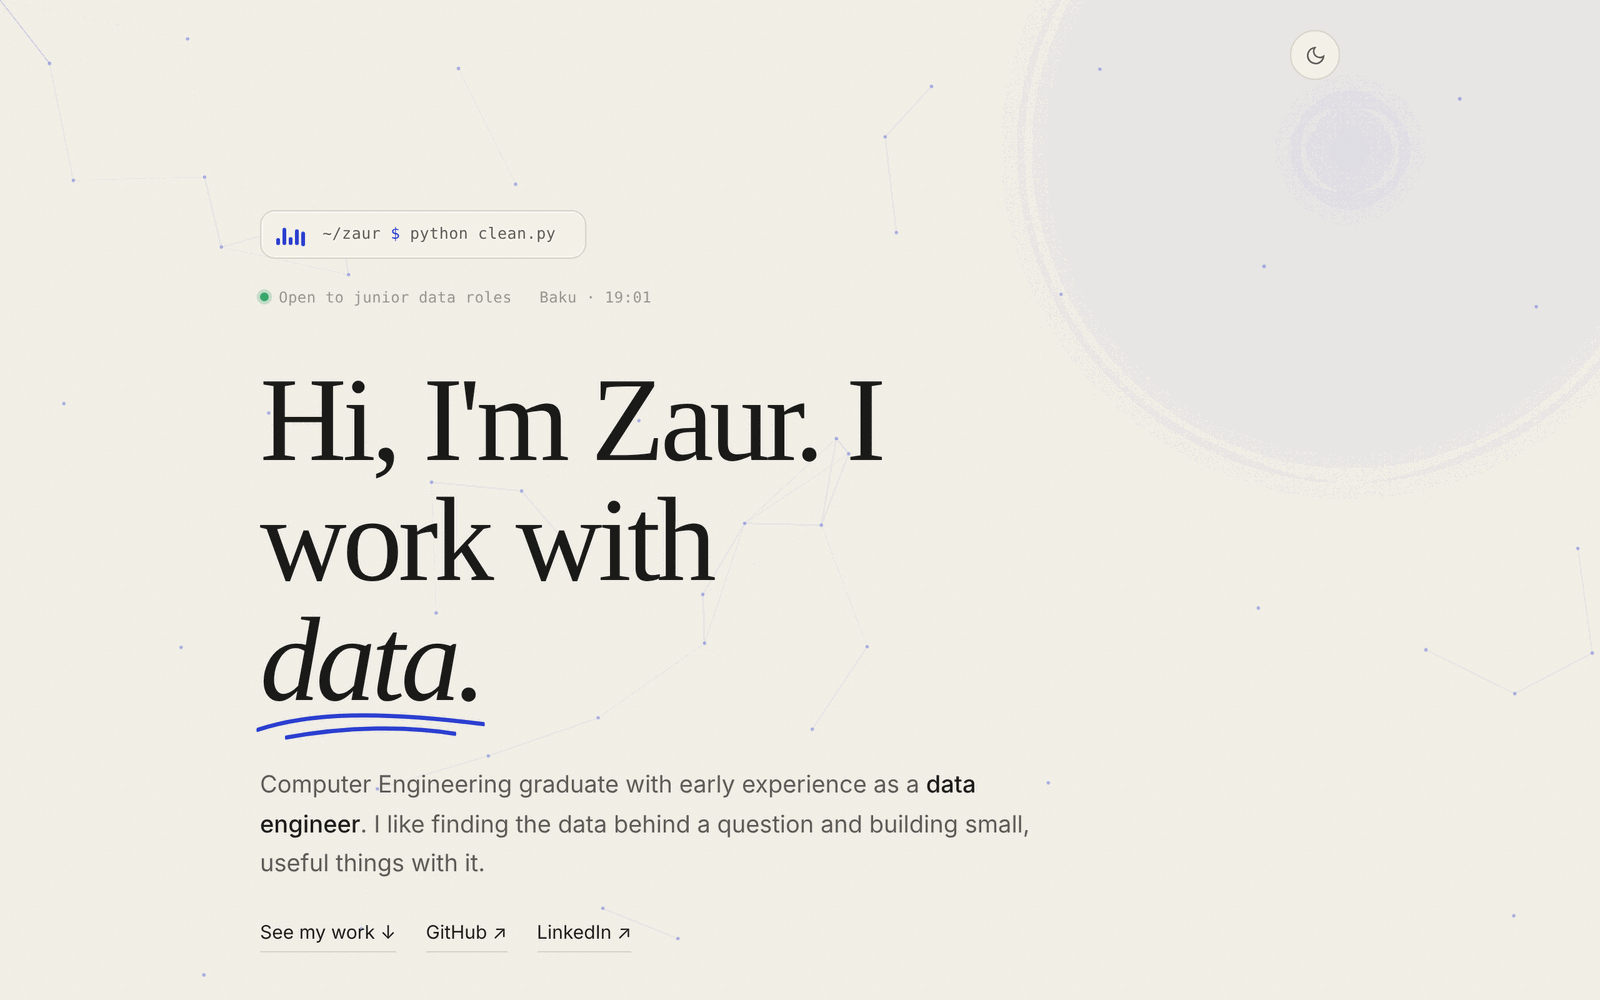 ~/zaur $ python clean.py
Open to junior data roles Baku · 19:01
Hi, I'm Zaur. I
work with
data.
Computer Engineering graduate with early experience as a data
engineer. I like finding the data behind a question and building small,
useful things with it.
See my work ↓ GitHub ↗ LinkedIn ↗